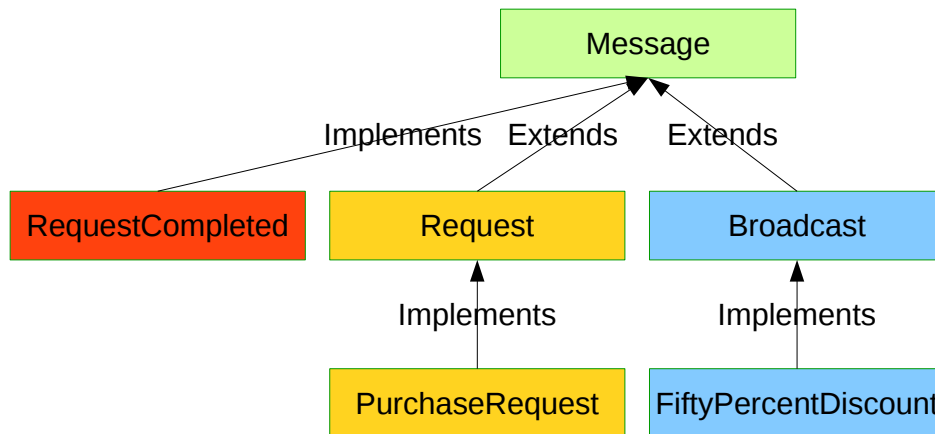 Message
Implements
Extends
Extends
RequestCompleted
Request
Broadcast
Implements
Implements
PurchaseRequest
FiftyPercentDiscount